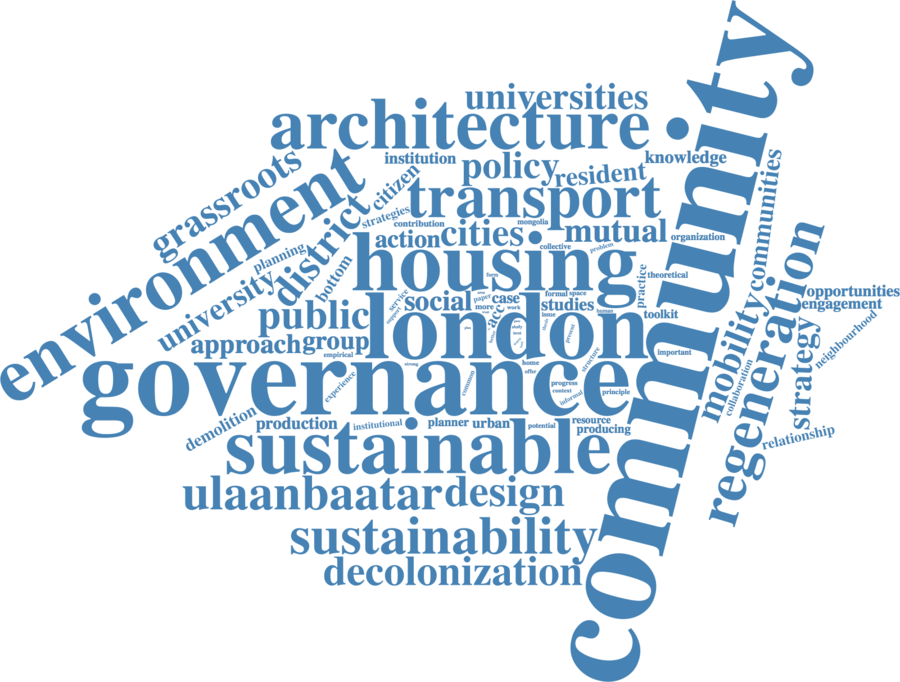 community
universities
architecture
institution
policy
knowledge
grassroots
environment
citizen
resident
transport
communities
strategies
contribution
mongolia
district
action
cities
mutual
organization
collective
problem
planning
bottom
housing
regeneration
university
form
theoretical
practice
opportunities
service
support
social
paper
case
formal
space
studies
engagement
more
work
acc
public
london
issue
human
toolkit
mobility
strategy
neighbourhood
approach
group
empirical
structure
important
present
governance
strong
home
offer
common
experience
progress
context
informal
principle
collaboration
demolition
production
institutional
planner
urban
potential
resource
producing
relationship
sustainable
ulaanbaatar
design
sustainability
decolonization